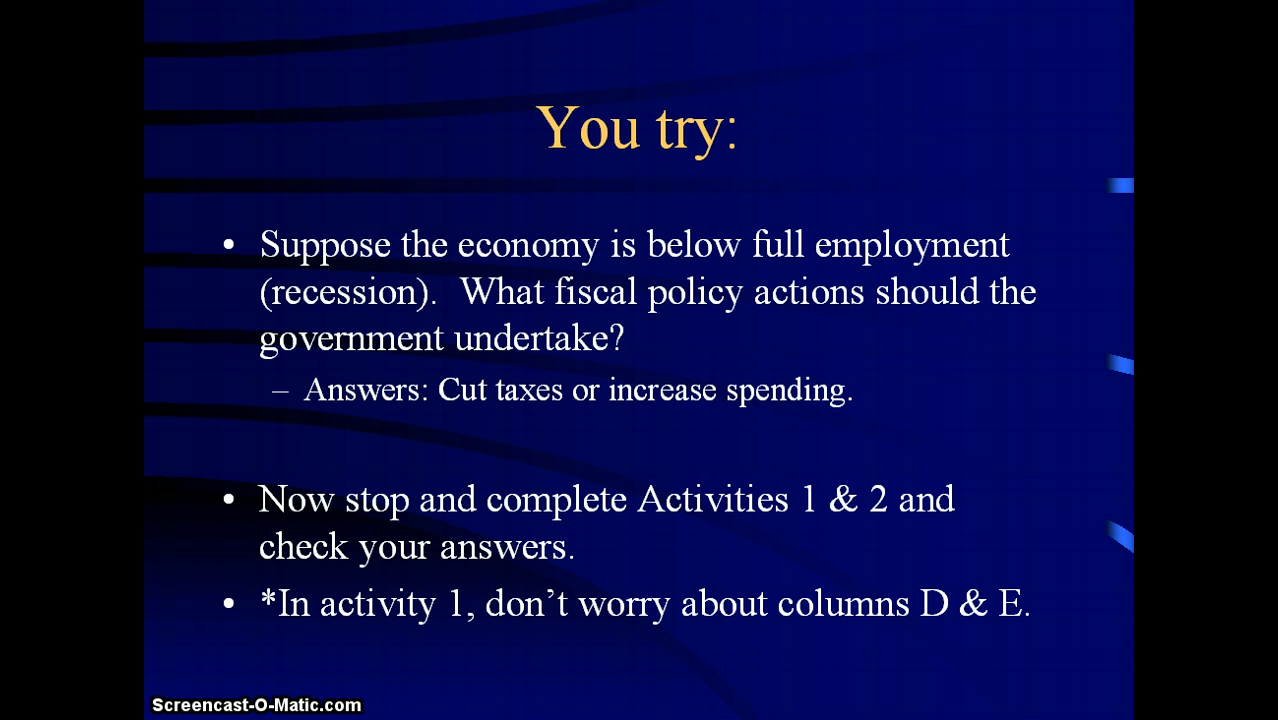 You try:
• Suppose the economy is below full employment
(recession).  What fiscal policy actions should the
government undertake?
– Answers: Cut taxes or increase spending.
• Now stop and complete Activities 1 & 2 and
check your answers.
• *In activity 1, don’t worry about columns D & E.
Screencast-O-Matic.com